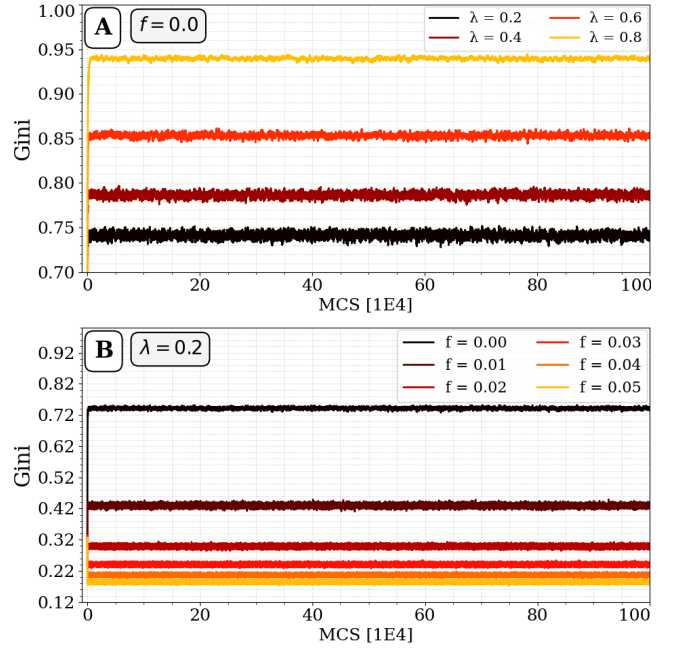 A
f = 0.0
λ = 0.2
λ = 0.6
λ = 0.4
λ = 0.8
1.00
0.95
0.90
0.85
0.80
0.75
0.70
Gini
0 20 40 60 80 100
MCS [1E4]
B
λ = 0.2
f = 0.00
f = 0.03
f = 0.01
f = 0.04
f = 0.02
f = 0.05
0.92
0.82
0.72
0.62
0.52
0.42
0.32
0.22
0.12
Gini
0 20 40 60 80 100
MCS [1E4]